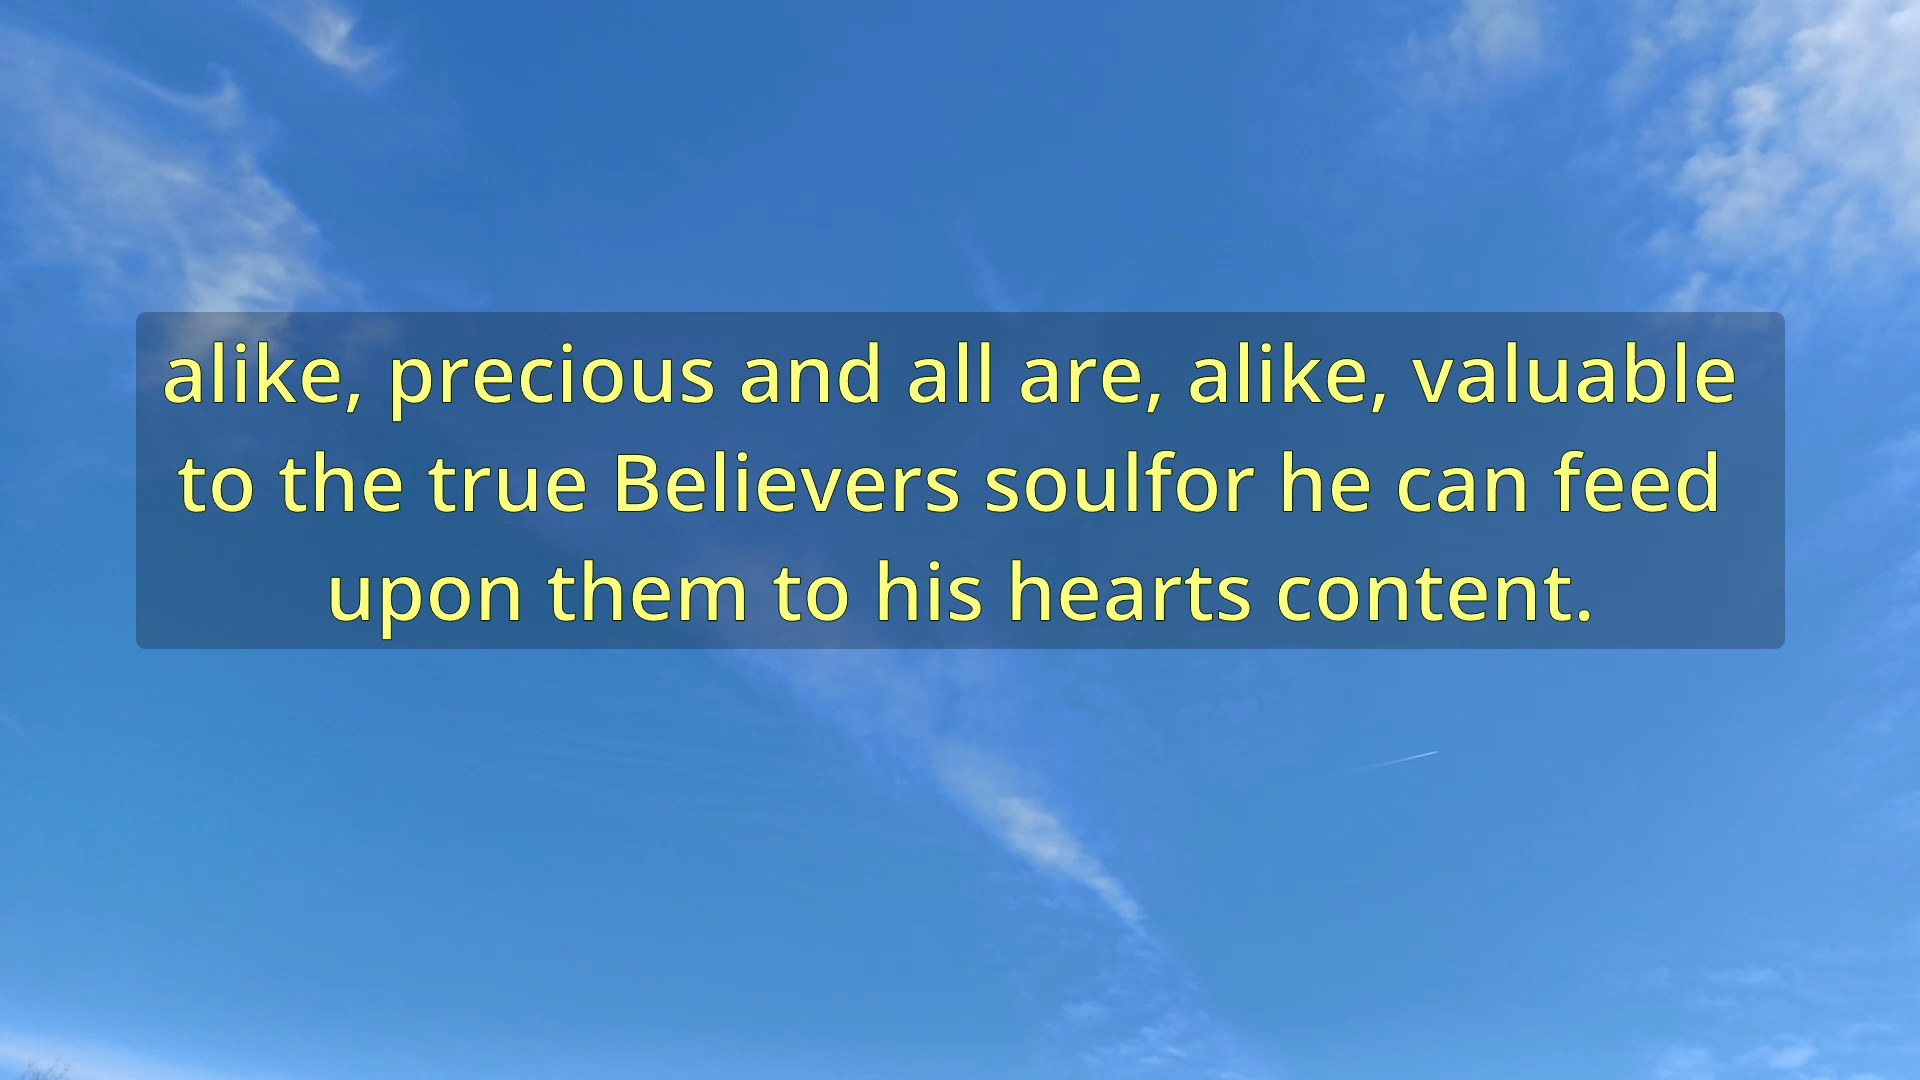 alike, precious and all are, alike, valuable
to the true Believers soulfor he can feed
upon them to his hearts content.